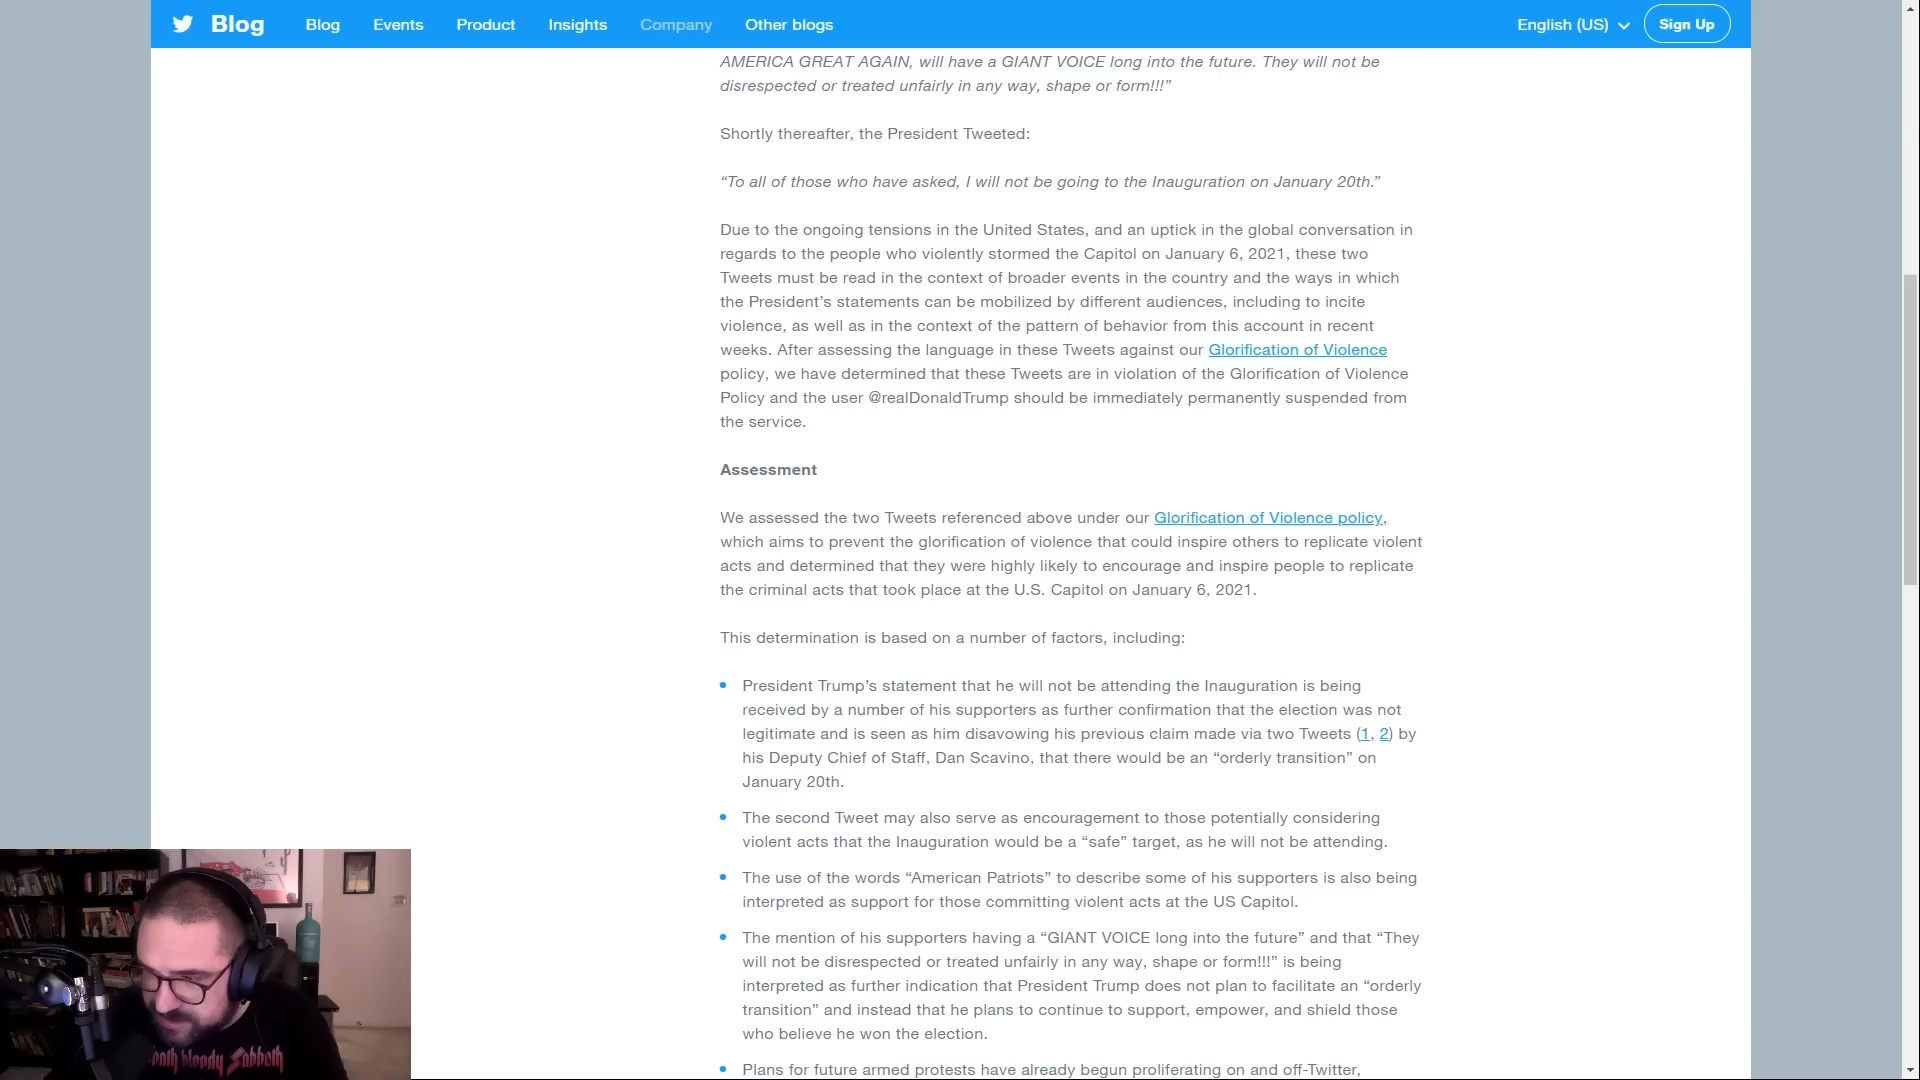 Blog
Blog Events Product Insights Company Other blogs
English (US)
Sign Up
AMERICA GREAT AGAIN, will have a GIANT VOICE long into the future. They will not be
disrespected or treated unfairly in any way, shape or form!!!”
Shortly thereafter, the President Tweeted:
“To all of those who have asked, I will not be going to the Inauguration on January 20th.”
Due to the ongoing tensions in the United States, and an uptick in the global conversation in
regards to the people who violently stormed the Capitol on January 6, 2021, these two
Tweets must be read in the context of broader events in the country and the ways in which
the President’s statements can be mobilized by different audiences, including to incite
violence, as well as in the context of the pattern of behavior from this account in recent
weeks. After assessing the language in these Tweets against our Glorification of Violence
policy, we have determined that these Tweets are in violation of the Glorification of Violence
Policy and the user @realDonaldTrump should be immediately permanently suspended from
the service.
Assessment
We assessed the two Tweets referenced above under our Glorification of Violence policy,
which aims to prevent the glorification of violence that could inspire others to replicate violent
acts and determined that they were highly likely to encourage and inspire people to replicate
the criminal acts that took place at the U.S. Capitol on January 6, 2021.
This determination is based on a number of factors, including:
• President Trump’s statement that he will not be attending the Inauguration is being
received by a number of his supporters as further confirmation that the election was not
legitimate and is seen as him disavowing his previous claim made via two Tweets (1, 2) by
his Deputy Chief of Staff, Dan Scavino, that there would be an “orderly transition” on
January 20th.
• The second Tweet may also serve as encouragement to those potentially considering
violent acts that the Inauguration would be a “safe” target, as he will not be attending.
• The use of the words “American Patriots” to describe some of his supporters is also being
interpreted as support for those committing violent acts at the US Capitol.
• The mention of his supporters having a “GIANT VOICE long into the future” and that “They
will not be disrespected or treated unfairly in any way, shape or form!!!” is being
interpreted as further indication that President Trump does not plan to facilitate an “orderly
transition” and instead that he plans to continue to support, empower, and shield those
who believe he won the election.
• Plans for future armed protests have already begun proliferating on and off-Twitter,
bloody Sabbath